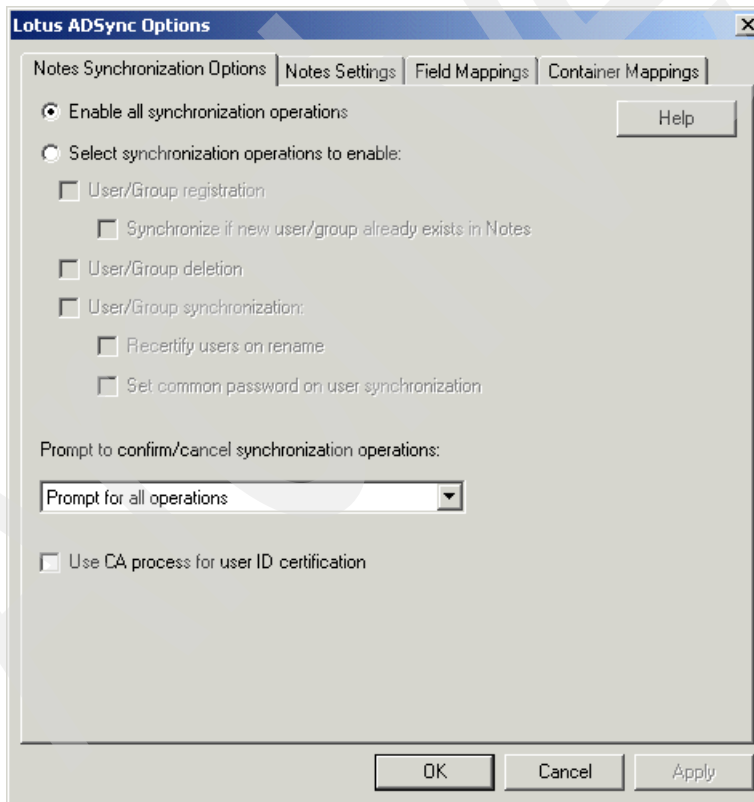 Lotus ADSync Options
Notes Synchronization Options Notes Settings Field Mappings Container Mappings
Enable all synchronization operations
Help
Select synchronization operations to enable:
User/Group registration
Synchronize if new user/group already exists in Notes
User/Group deletion
User/Group synchronization:
Recertify users on rename
Set common password on user synchronization
Prompt to confirm/cancel synchronization operations:
Prompt for all operations
Use CA process for user ID certification
OK Cancel Apply